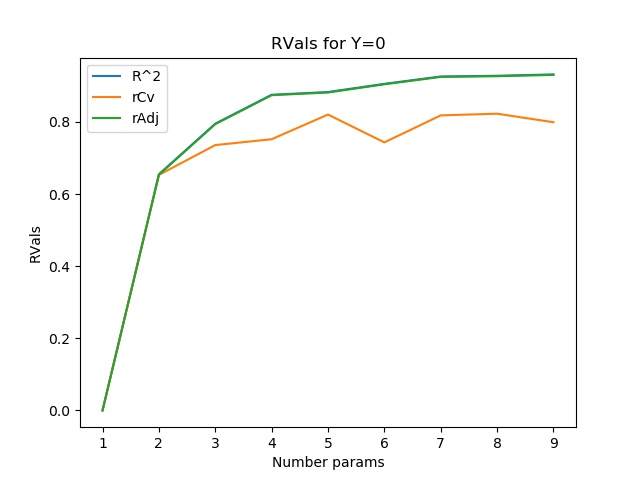 RVals for Y=0
R^2
rCv
rAdj
RVals
0.8
0.6
0.4
0.2
0.0
1 2 3 4 5 6 7 8 9
Number params